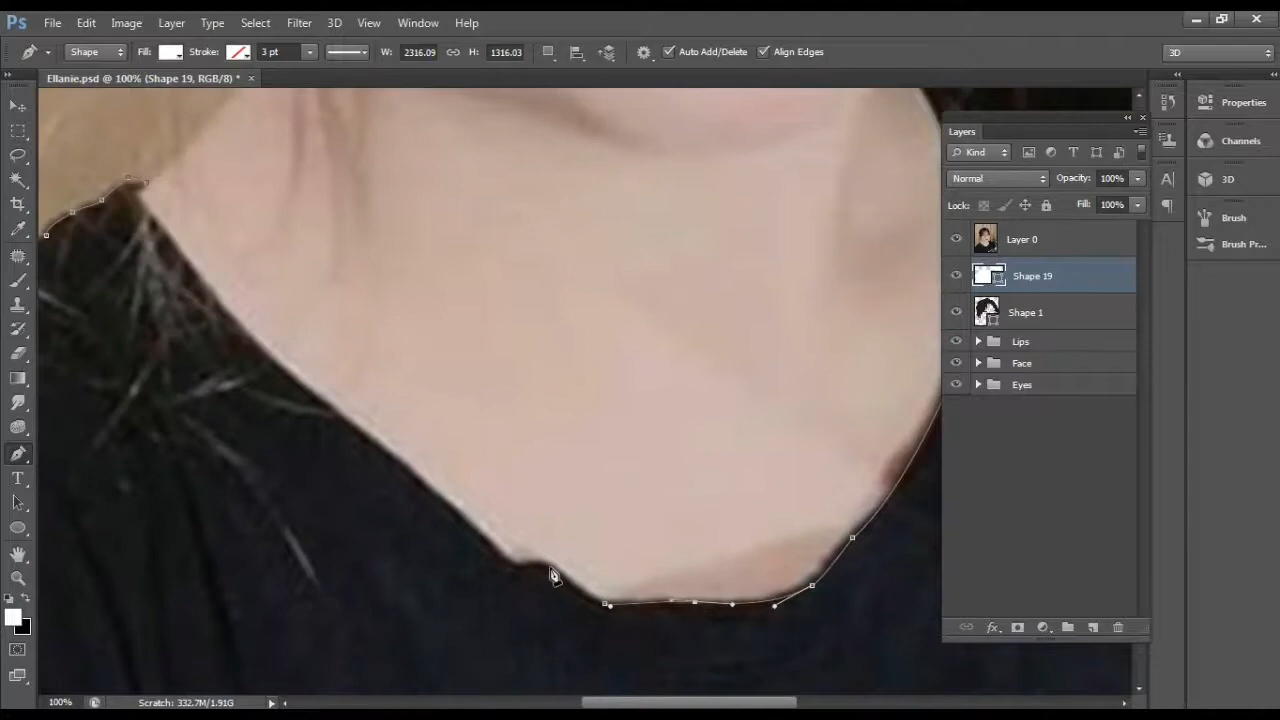 Ps File Edit Image Layer Type Select Filter 3D View Window Help
Shape Fill: Stroke: 3 pt W: 2316.09 H: 1316.03 Auto Add/Delete Align Edges 3D
Ellanie.psd @ 100% (Shape 19, RGB/8) *
Layers
Kind
Normal Opacity: 100%
Lock: Fill: 100%
Layer 0
Shape 19
Shape 1
Lips
Face
Eyes
fx
Properties
Channels
3D
Brush
Brush Pr...
100% Scratch: 332.7M/1.91G